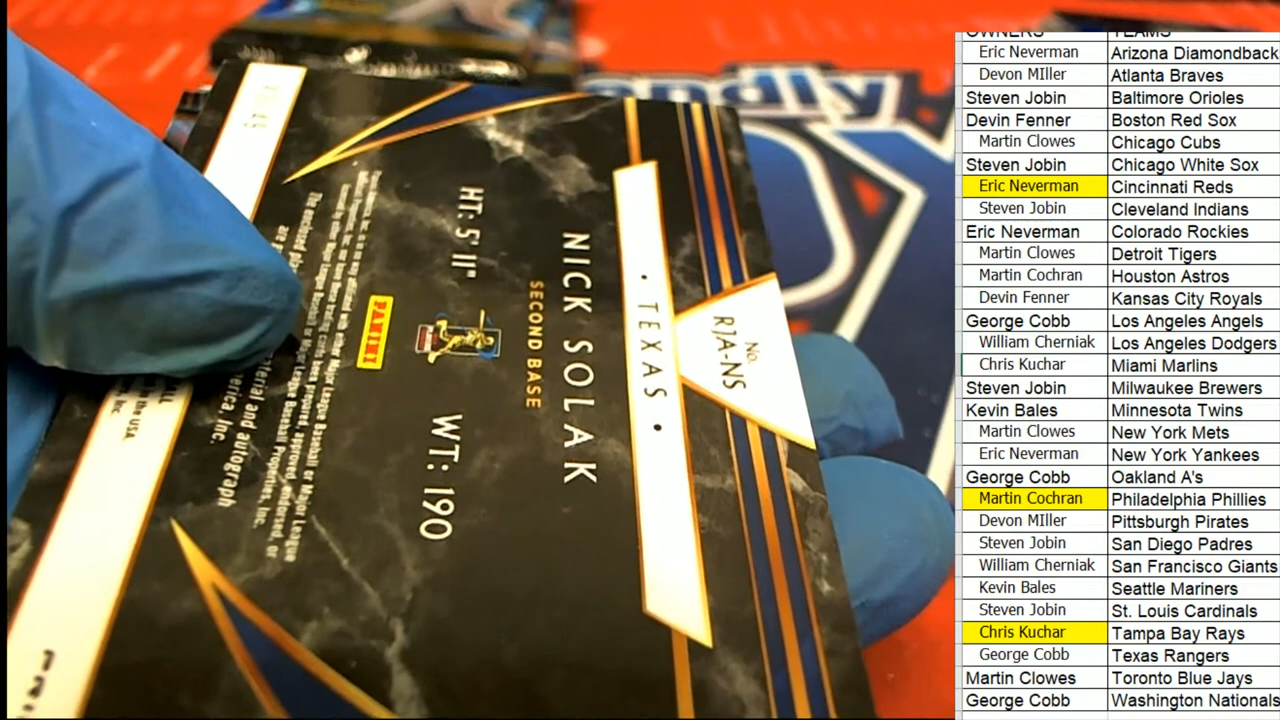 No.
RJA-NS
• TEXAS •
NICK SOLAK
SECOND BASE
HT: 5' 11" WT: 190
PANINI
OWNERS TEAMS
Eric Neverman Arizona Diamondback
Devon MIller Atlanta Braves
Steven Jobin Baltimore Orioles
Devin Fenner Boston Red Sox
Martin Clowes Chicago Cubs
Steven Jobin Chicago White Sox
Eric Neverman Cincinnati Reds
Steven Jobin Cleveland Indians
Eric Neverman Colorado Rockies
Martin Clowes Detroit Tigers
Martin Cochran Houston Astros
Devin Fenner Kansas City Royals
George Cobb Los Angeles Angels
William Cherniak Los Angeles Dodgers
Chris Kuchar Miami Marlins
Steven Jobin Milwaukee Brewers
Kevin Bales Minnesota Twins
Martin Clowes New York Mets
Eric Neverman New York Yankees
George Cobb Oakland A's
Martin Cochran Philadelphia Phillies
Devon MIller Pittsburgh Pirates
Steven Jobin San Diego Padres
William Cherniak San Francisco Giants
Kevin Bales Seattle Mariners
Steven Jobin St. Louis Cardinals
Chris Kuchar Tampa Bay Rays
George Cobb Texas Rangers
Martin Clowes Toronto Blue Jays
George Cobb Washington Nationals